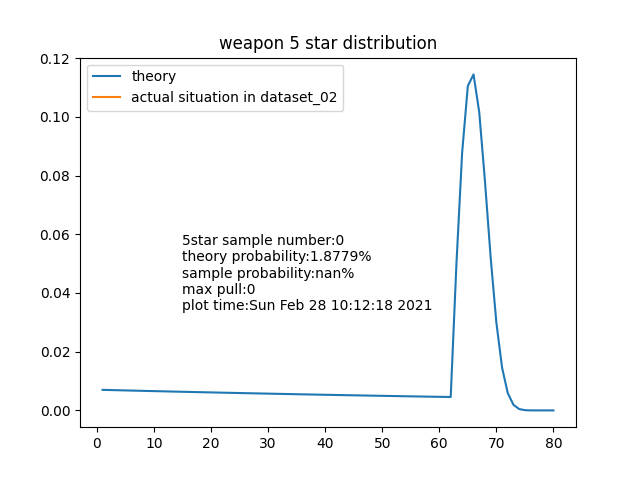 weapon 5 star distribution
theory
actual situation in dataset_02
0.12
0.10
0.08
0.06
0.04
0.02
0.00
5star sample number:0
theory probability:1.8779%
sample probability:nan%
max pull:0
plot time:Sun Feb 28 10:12:18 2021
0 10 20 30 40 50 60 70 80